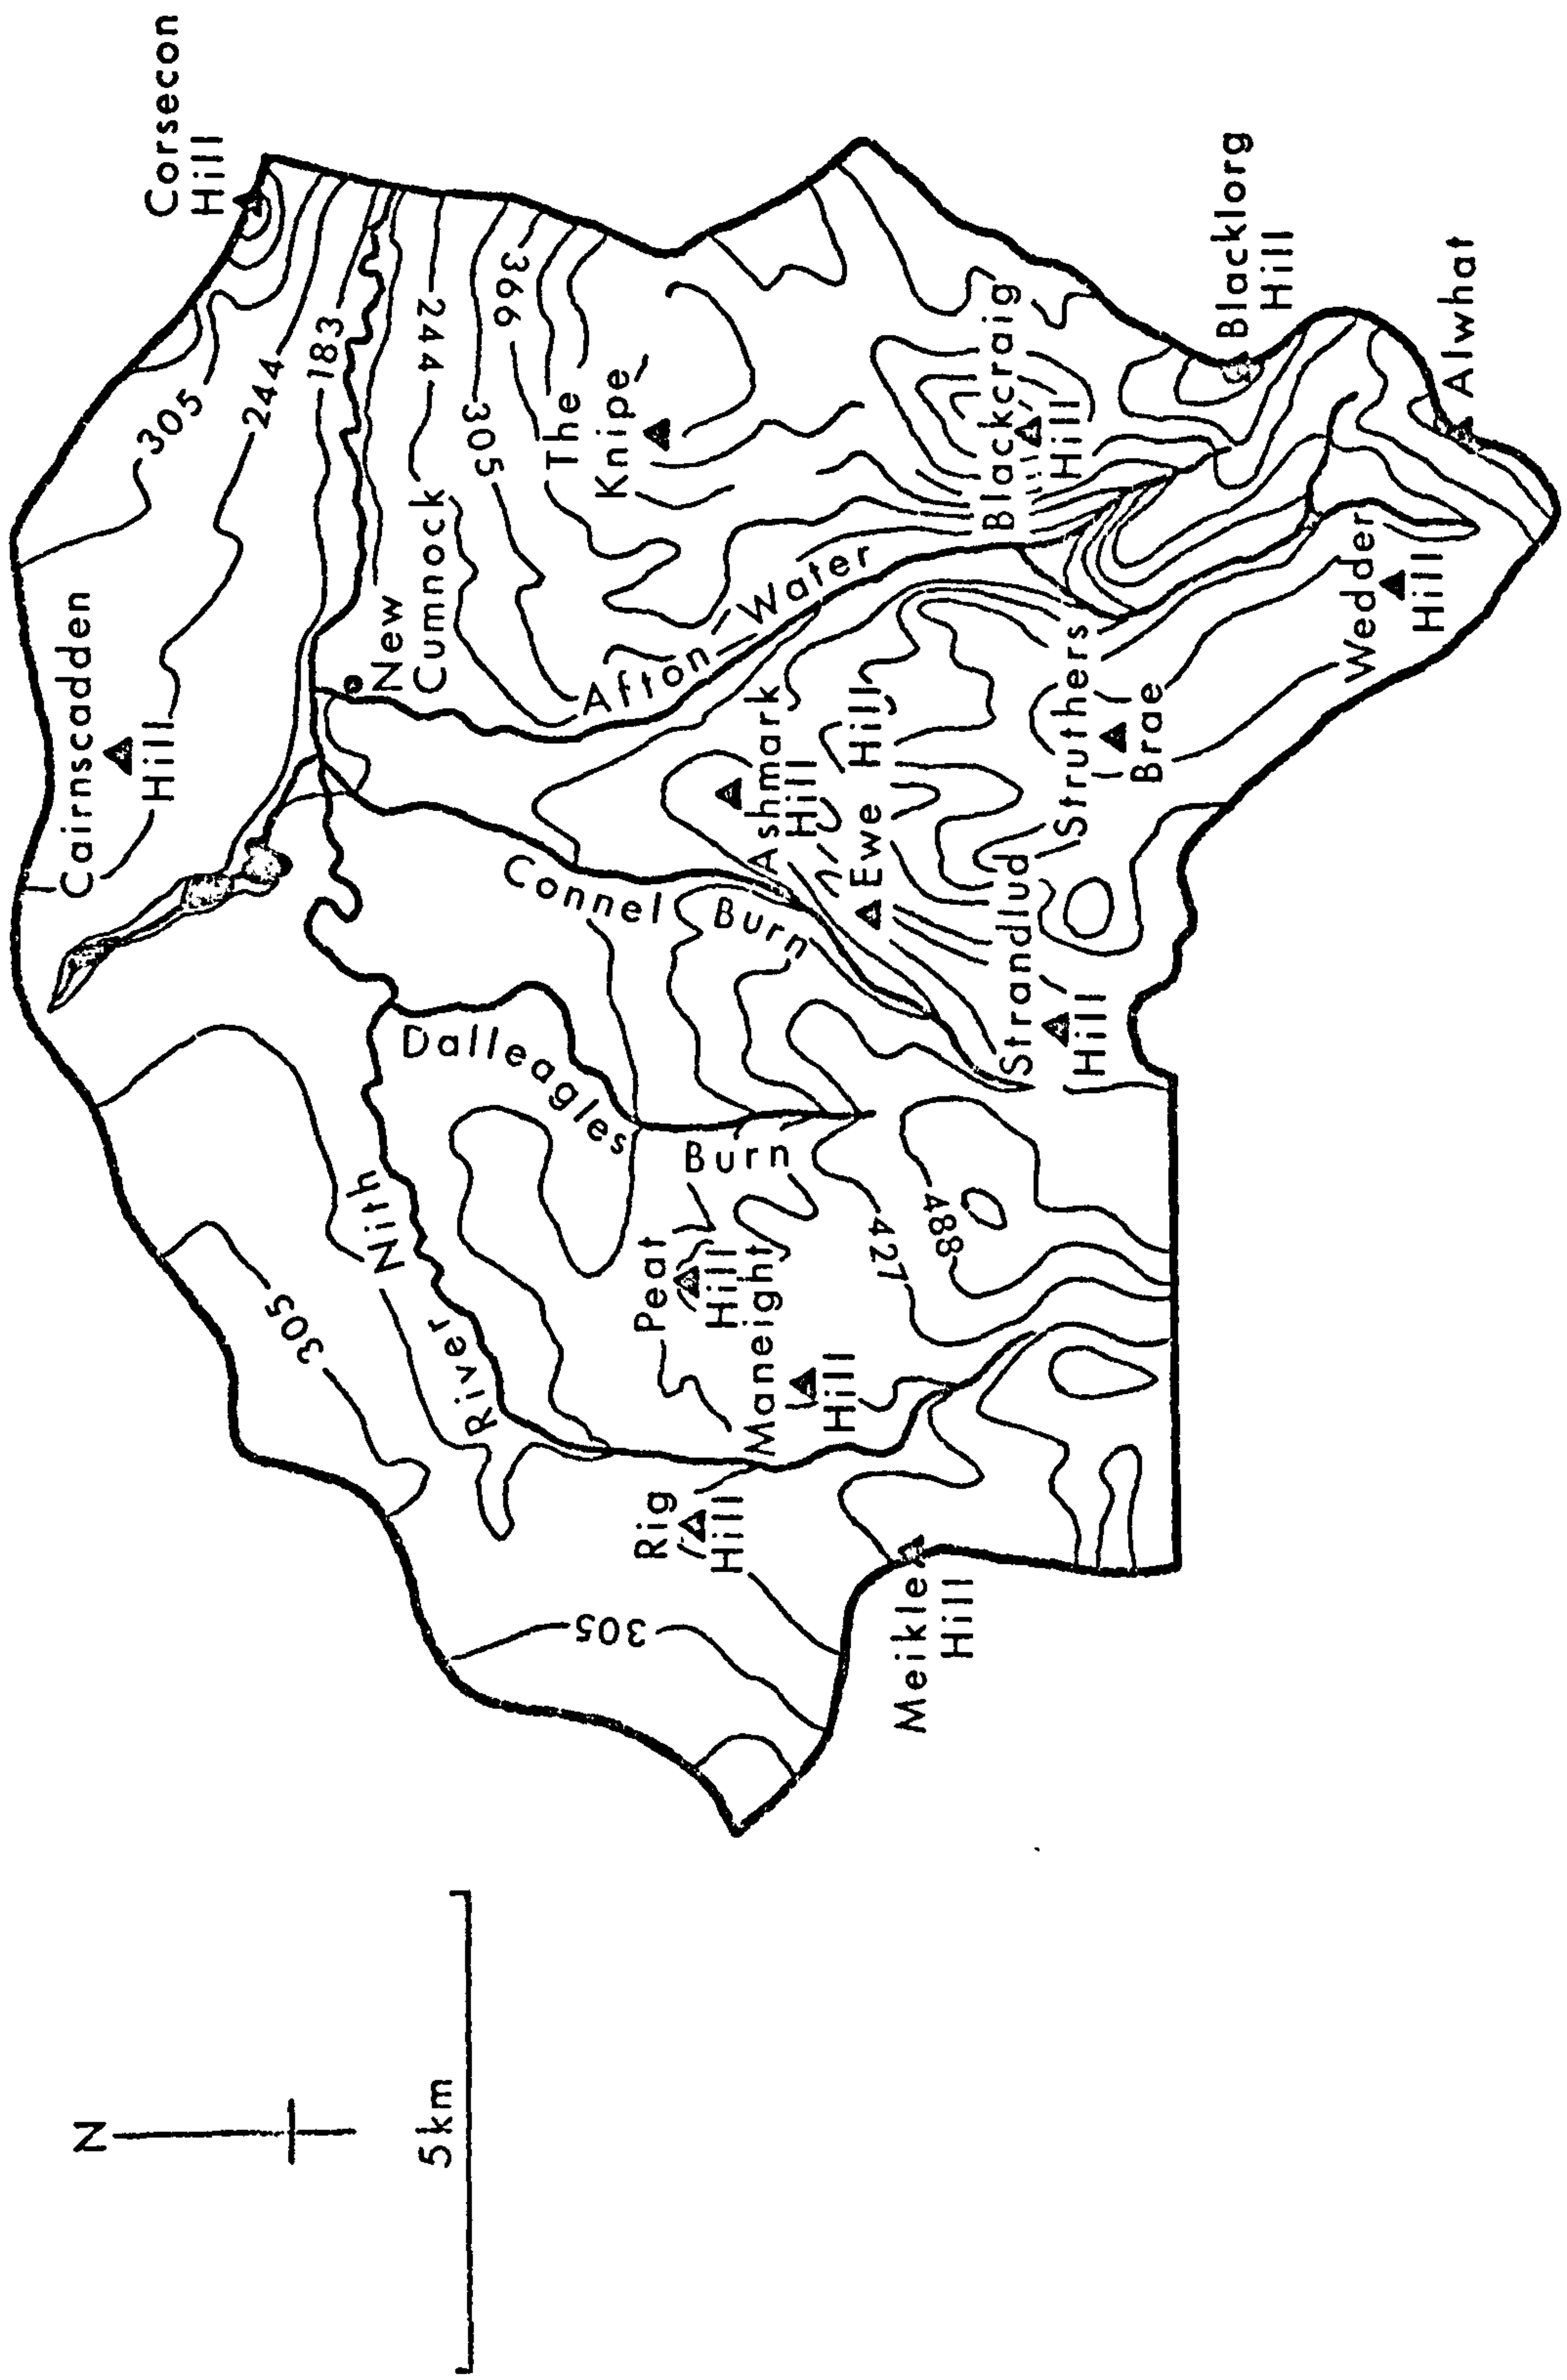 N
5km
Corsecon
Hill
Cairnscadden
Hill
305
244
183
New
Cumnock
244
305
366
The
Knipe
Afton Water
Connel Burn
Dalleagles
Burn
Nith
River
305
305
Ashmark
Hill
Ewe Hill
Peat
Hill
Maneight
Hill
Rig
Hill
Meikle
Hill
427
488
Strandlud
Hill
Struthers
Brae
Blackcraig
Hill
Blacklorg
Hill
Alwhat
Wedder
Hill